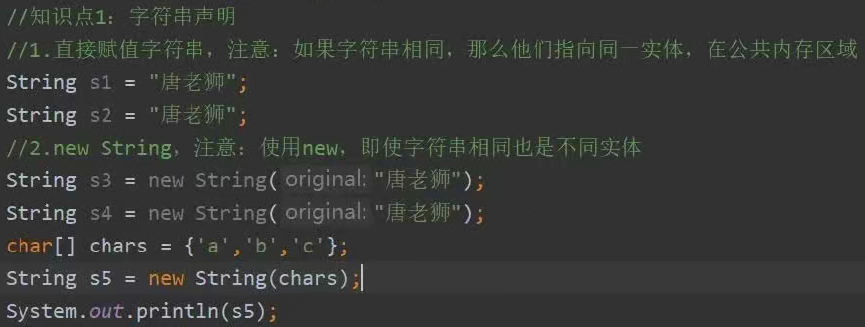 //知识点1：字符串声明
//1.直接赋值字符串，注意：如果字符串相同，那么他们指向同一实体，在公共内存区域
String s1 = "唐老狮";
String s2 = "唐老狮";
//2.new String，注意：使用new，即使字符串相同也是不同实体
String s3 = new String( original: "唐老狮");
String s4 = new String( original: "唐老狮");
char[] chars = {'a','b','c'};
String s5 = new String(chars);
System.out.println(s5);